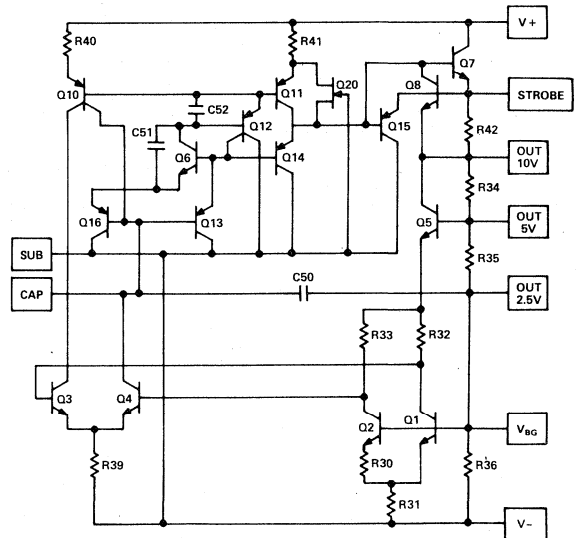 V+
R40
R41
Q7
Q20
Q8
Q10
Q11
STROBE
C52
Q12
Q15
R42
C51
Q6
Q14
OUT
10V
R34
Q16
Q13
Q5
OUT
5V
SUB
R35
CAP
C50
OUT
2.5V
R33
R32
Q3
Q4
Q2
Q1
VBG
R30
R36
R39
R31
V−